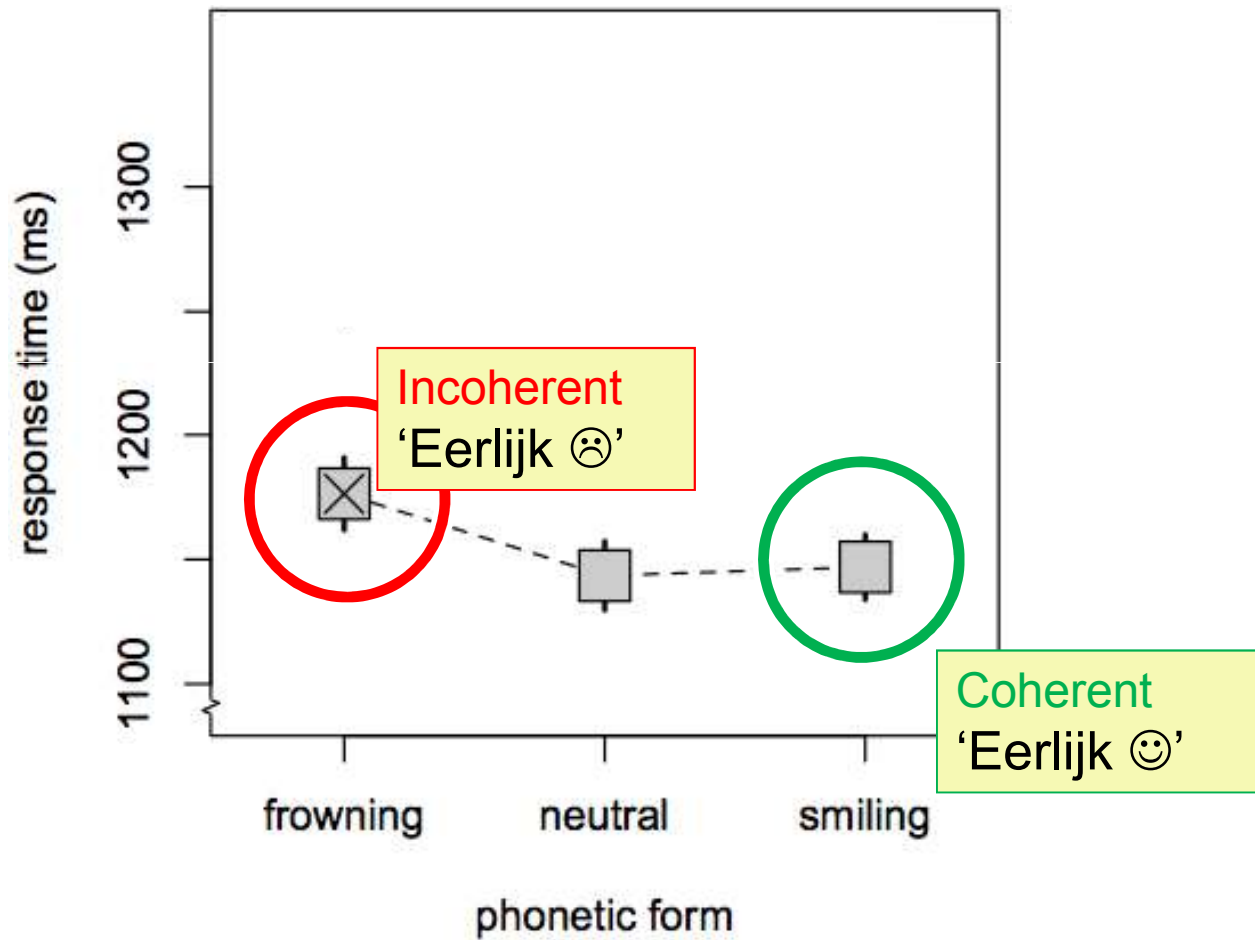 response time (ms)
1300
1200
1100
Incoherent
‘Eerlijk ☹’
Coherent
‘Eerlijk ☺’
frowning neutral smiling
phonetic form